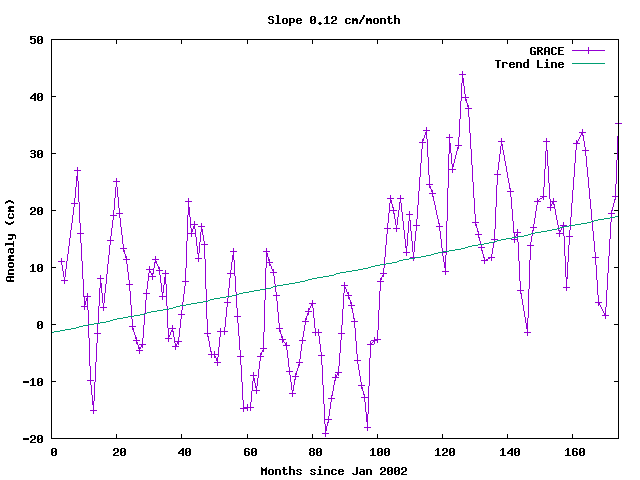 Slope 0.12 cm/month
GRACE
Trend Line
50
40
30
20
10
0
-10
-20
Anomaly (cm)
0 20 40 60 80 100 120 140 160
Months since Jan 2002